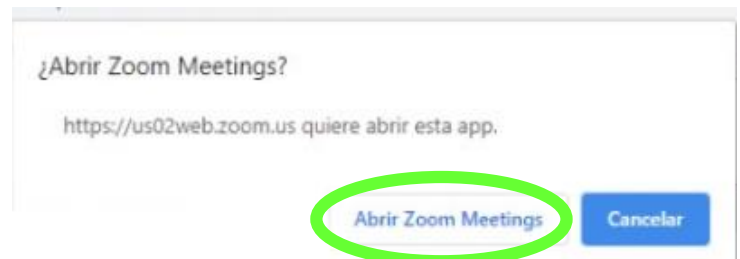 ¿Abrir Zoom Meetings?
https://us02web.zoom.us quiere abrir esta app.
Abrir Zoom Meetings Cancelar